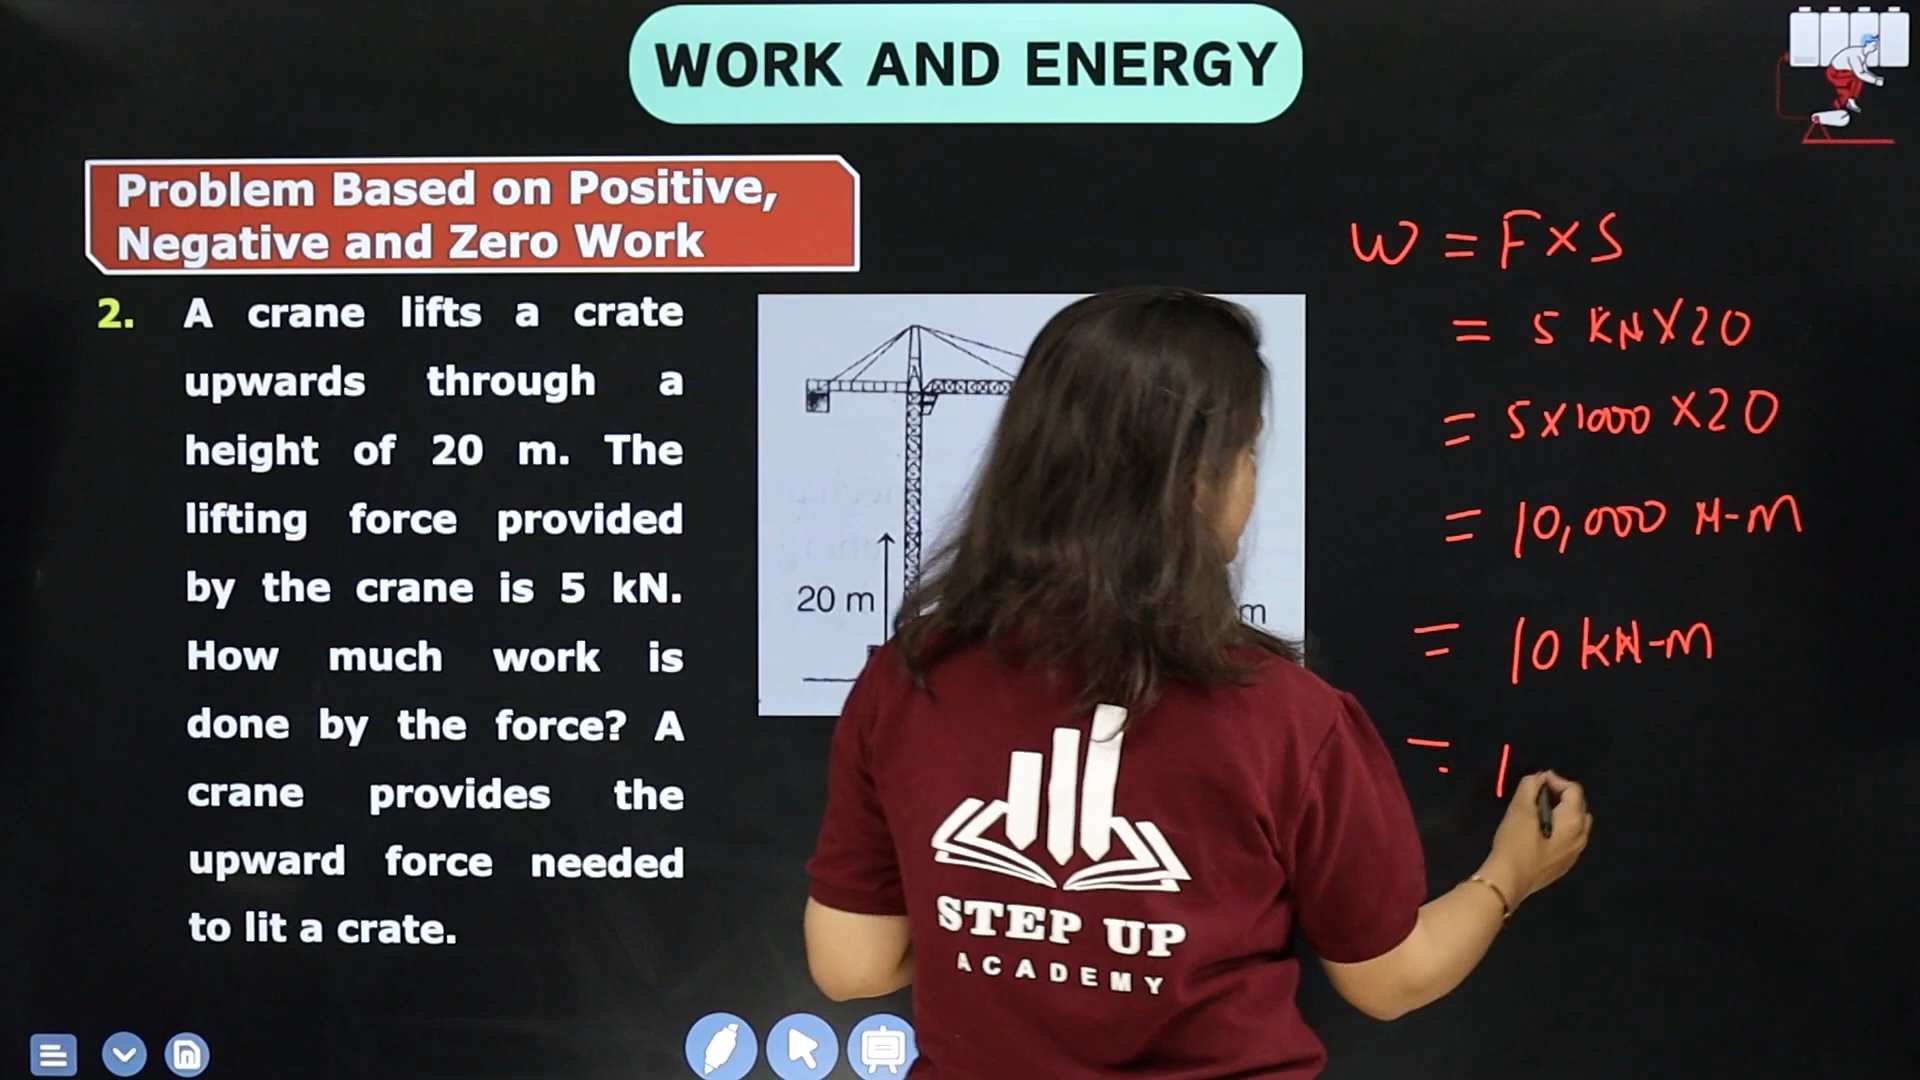 WORK AND ENERGY
Problem Based on Positive,
Negative and Zero Work
2. A crane lifts a crate
upwards through a
height of 20 m. The
lifting force provided
by the crane is 5 kN.
How much work is
done by the force? A
crane provides the
upward force needed
to lit a crate.
20 m
m
W = F × S
= 5 KN × 20
= 5 × 1000 × 20
= 10,000 N-m
= 10 kN-m
= 1
STEP UP
ACADEMY